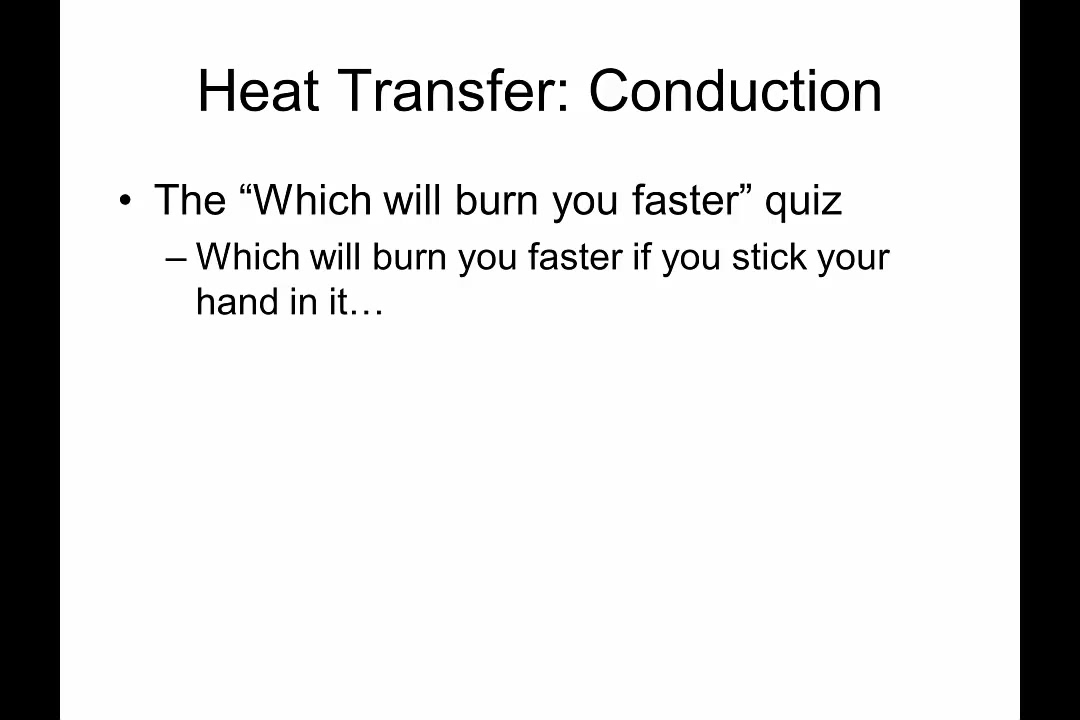 Heat Transfer: Conduction
• The “Which will burn you faster” quiz
– Which will burn you faster if you stick your
hand in it…